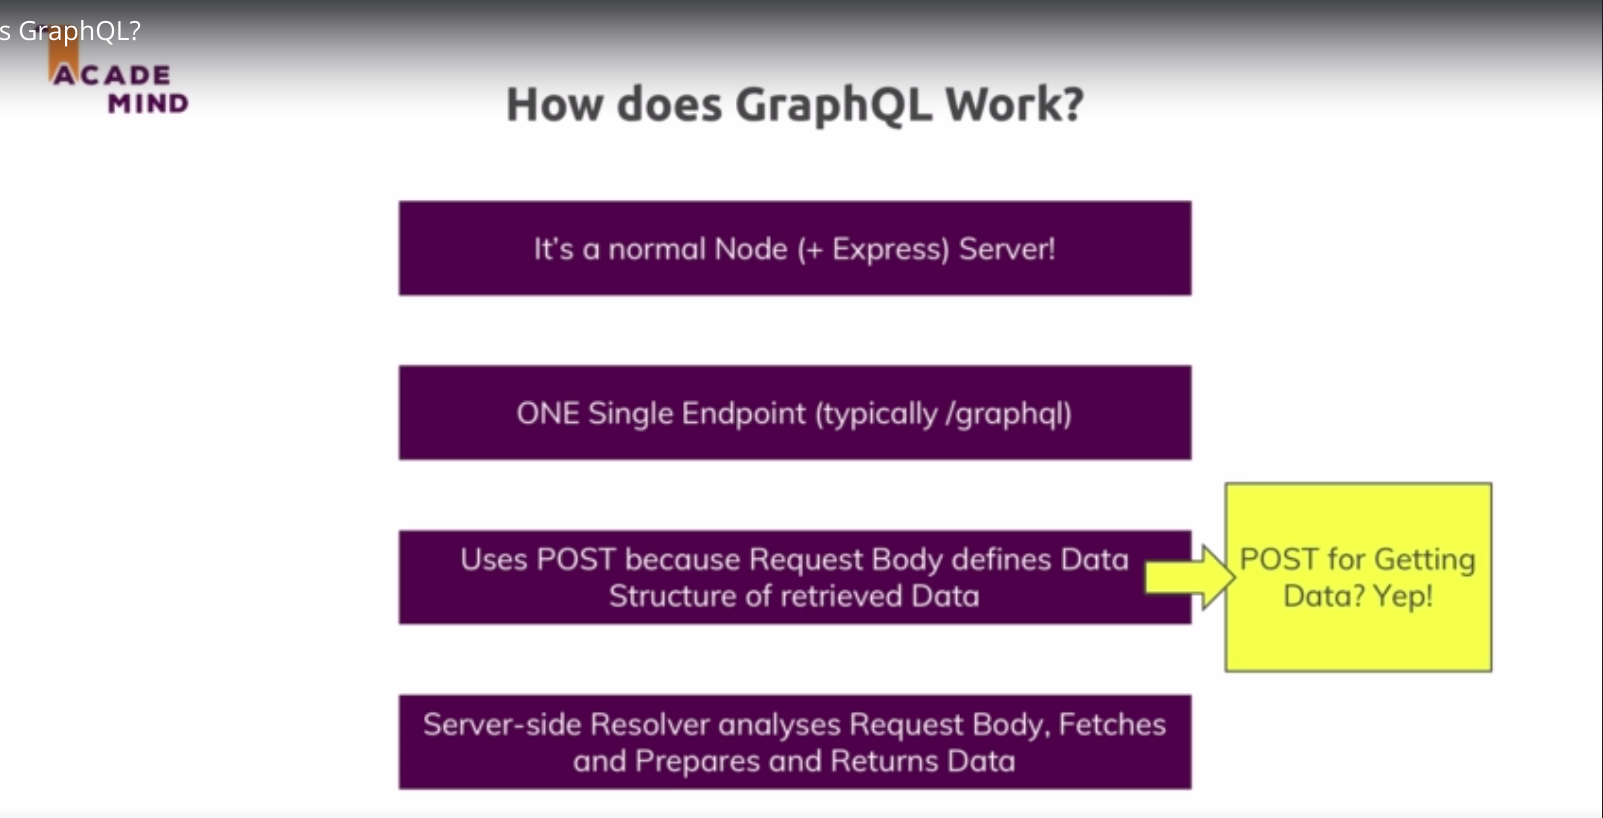 s GraphQL?
ACADE
MIND
How does GraphQL Work?
It's a normal Node (+ Express) Server!
ONE Single Endpoint (typically /graphql)
Uses POST because Request Body defines Data
Structure of retrieved Data
POST for Getting
Data? Yep!
Server-side Resolver analyses Request Body, Fetches
and Prepares and Returns Data